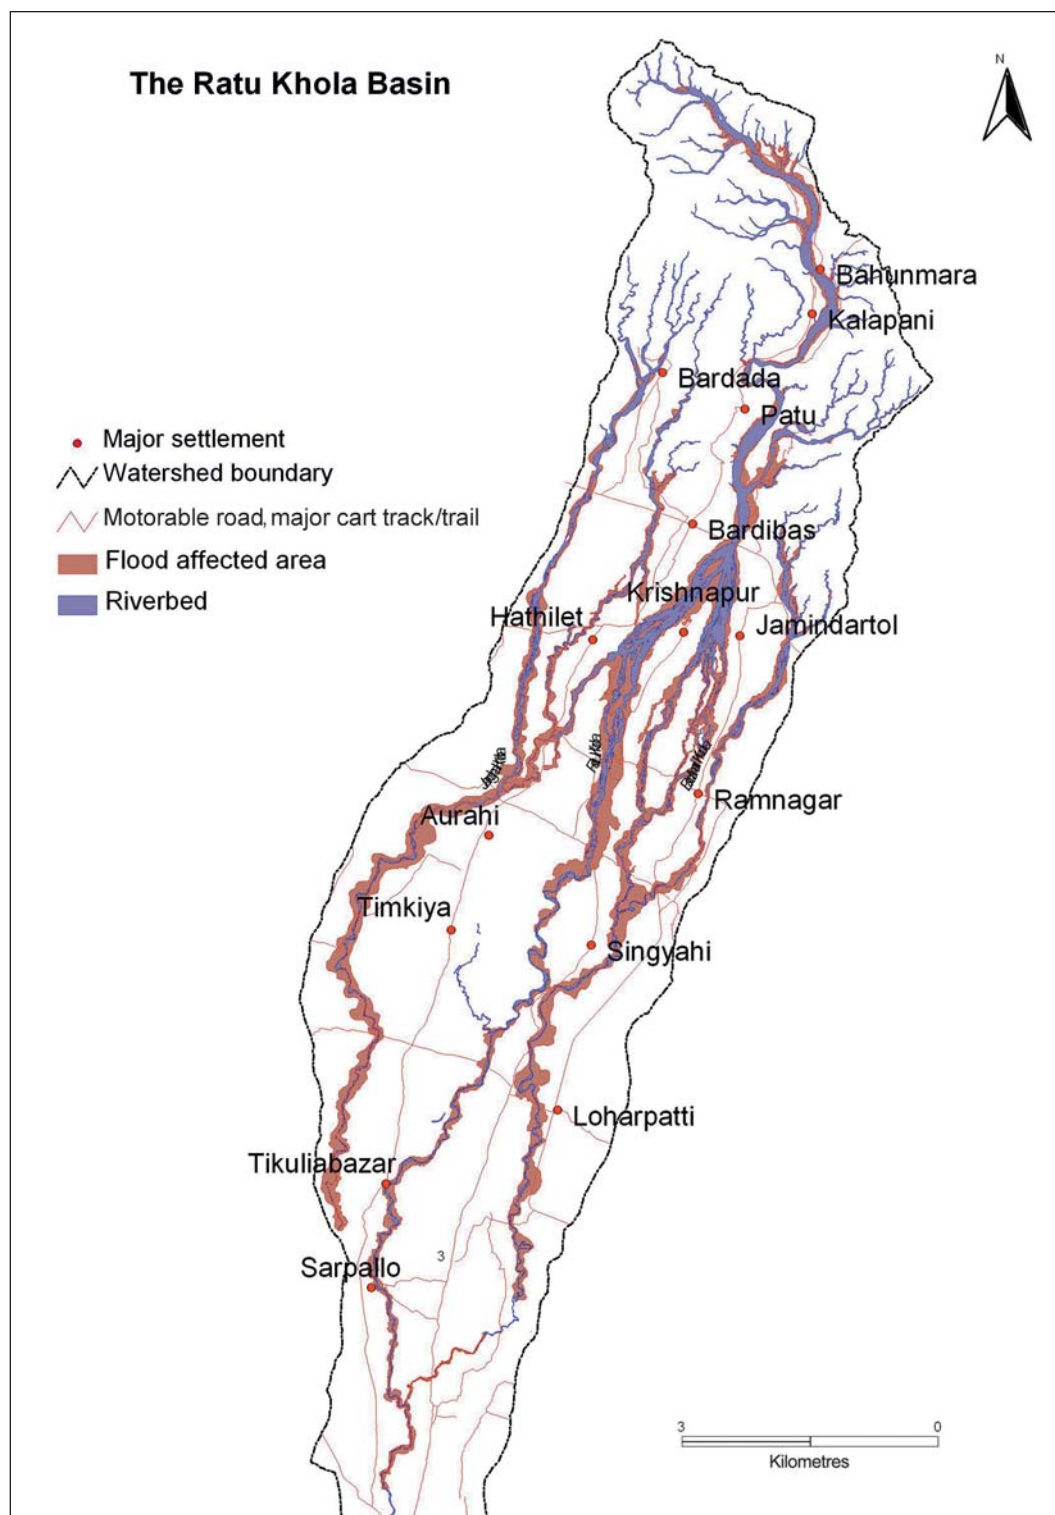 The Ratu Khola Basin
N
Bahunmara
Kalapani
Bardada
Patu
Major settlement
Watershed boundary
Motorable road, major cart track/trail
Bardibas
Flood affected area
Krishnapur
Riverbed
Hathilet
Jamindartol
Ramnagar
Aurahi
Timkiya
Singyahi
Loharpatti
Tikuliabazar
3
Sarpallo
3 0
Kilometres